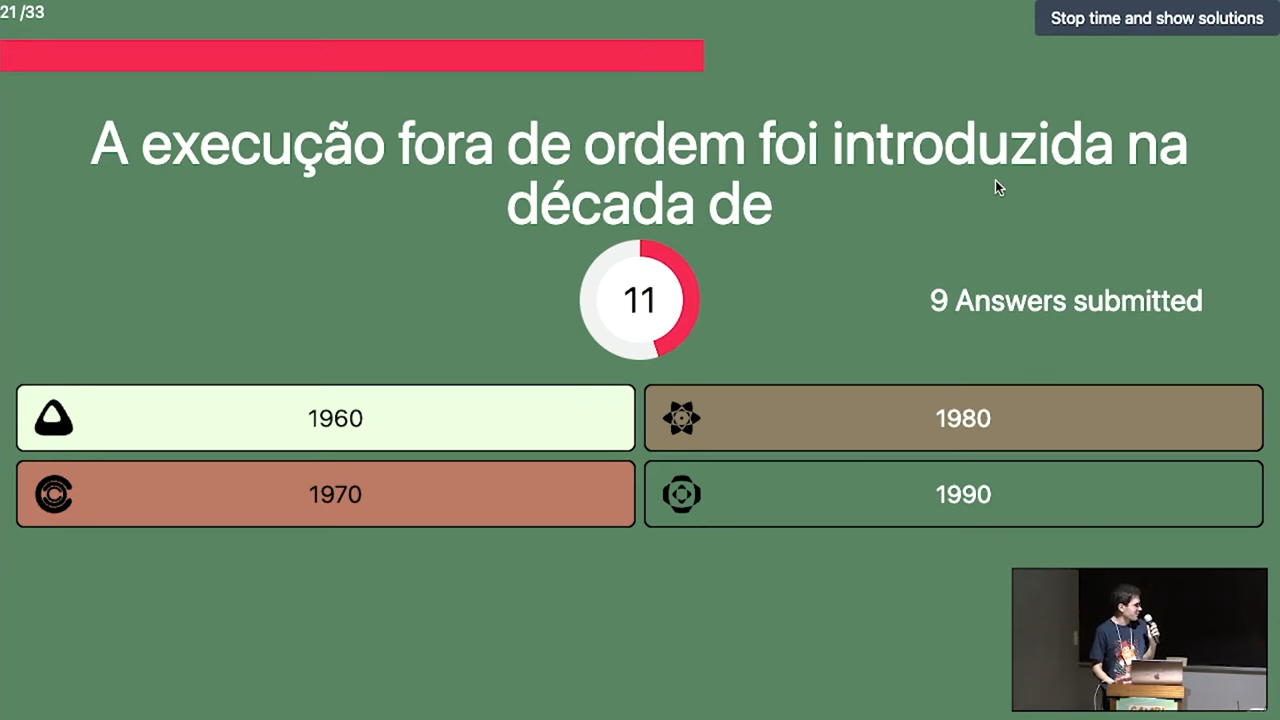 21 /33
Stop time and show solutions
A execução fora de ordem foi introduzida na
década de
11
9 Answers submitted
1960
1980
1970
1990